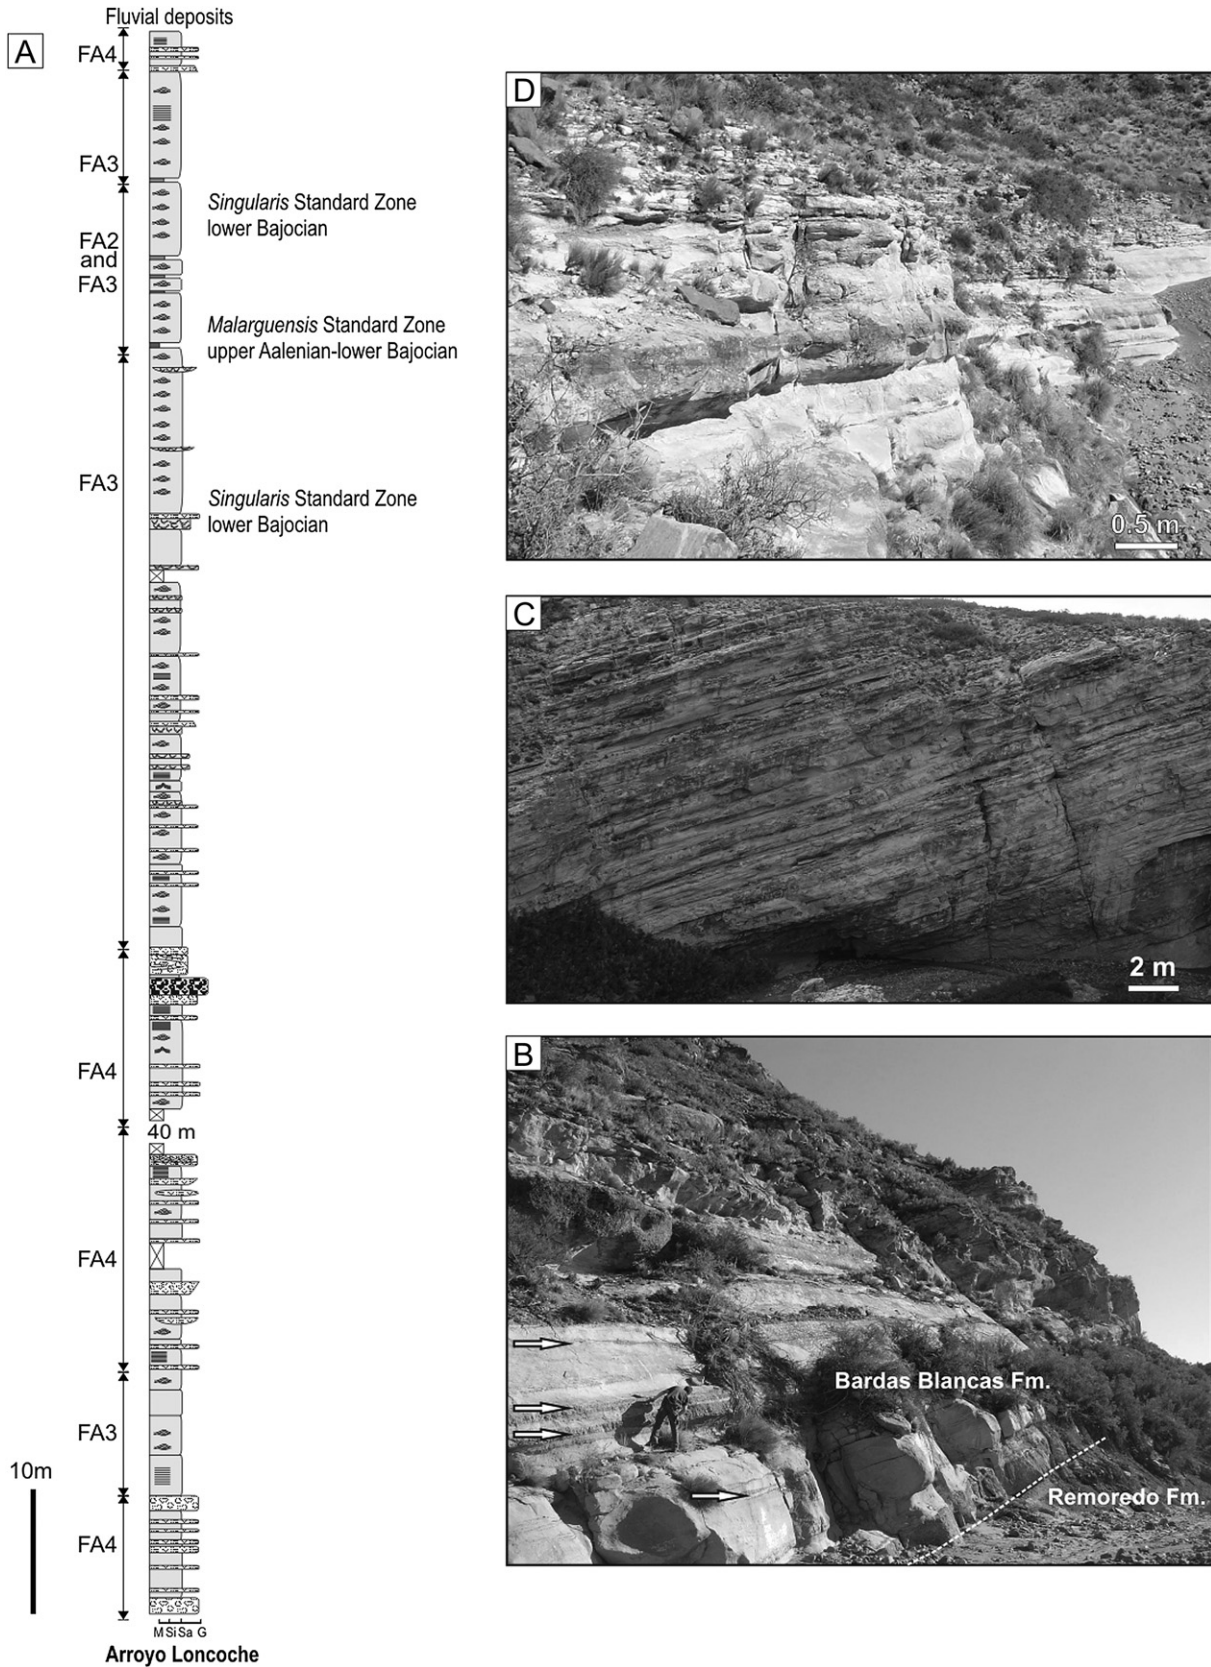 Fluvial deposits
A
FA4
FA3
Singularis Standard Zone
lower Bajocian
FA2
and
FA3
Malarguensis Standard Zone
upper Aalenian-lower Bajocian
FA3
Singularis Standard Zone
lower Bajocian
FA4
40 m
FA4
FA3
10m
FA4
M Si Sa G
Arroyo Loncoche
D
0.5 m
C
2 m
B
Bardas Blancas Fm.
Remoredo Fm.